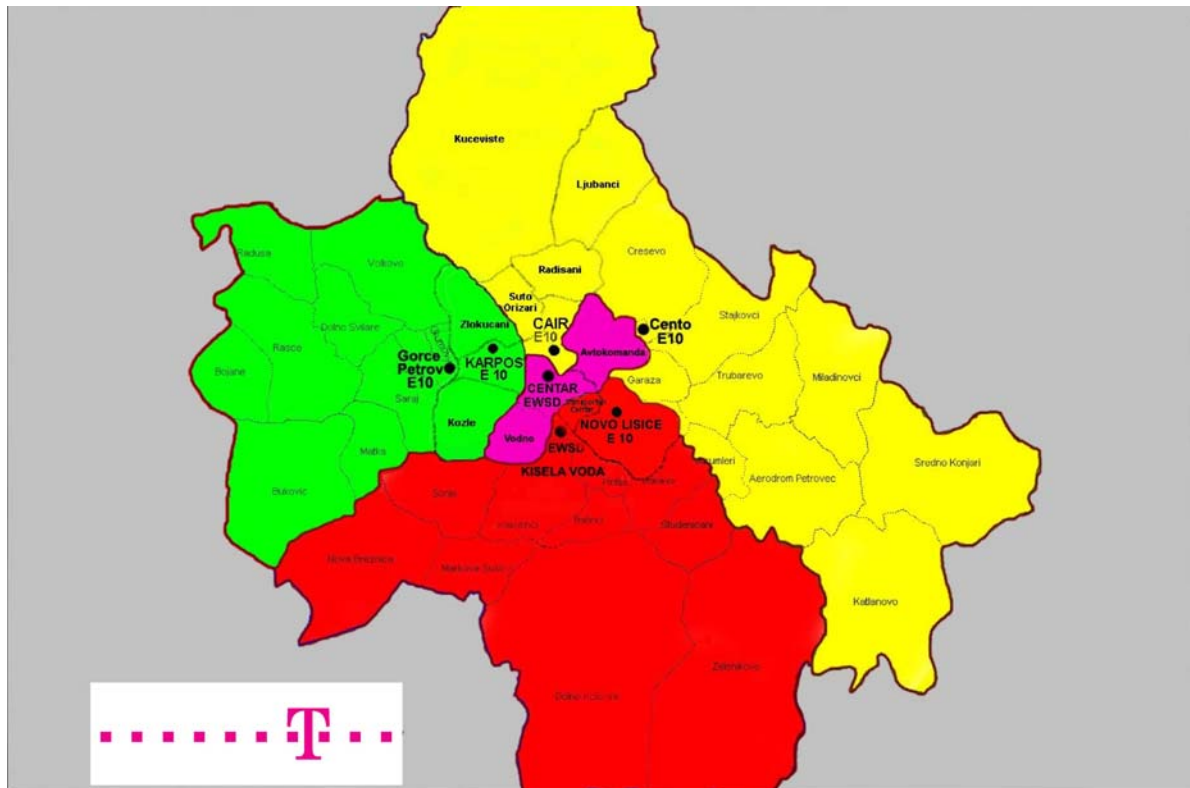 Kuceviste
Ljubanci
Cresevo
Radusa
Volkovo
Radisani
Suto
Orizari
Stajkovci
Zlokucani
CAIR
E10
Cento
E10
Dolno Svilare
Avtokomanda
Rasce
Gorce
Petrov
E10
KARPOS
E 10
Bojane
Trubarevo
Miladinovci
CENTAR
EWSD
Garaza
Saraj
Kozle
NOVO LISICE
E 10
Vodno
EWSD
Matka
Sredno Konjari
KISELA VODA
Aerodrom Petrovec
Bukovic
Studenicani
Nova Breznica
Katlanovo
Zelenikovo
T